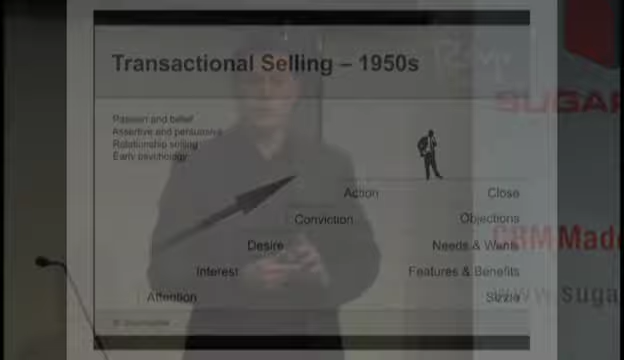 Transactional Selling – 1950s
Passion and belief
Assertive and persuasive
Relationship selling
Early psychology
Action Close
Conviction Objections
Desire Needs & Wants
Interest Features & Benefits
Attention Sizzle
SUGAR
CRM Made
www.suga